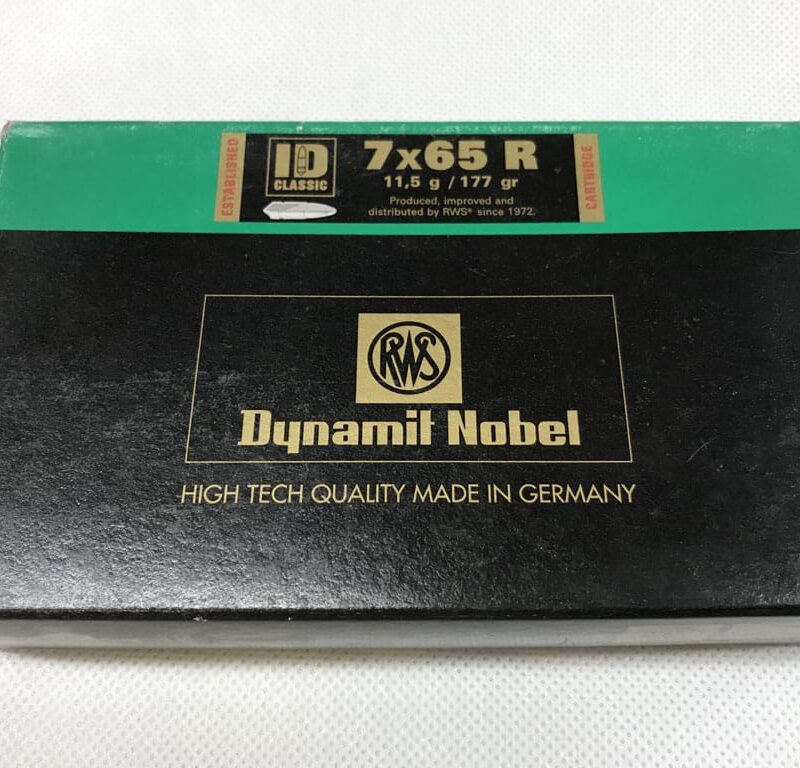 ESTABLISHED
ID
CLASSIC
7x65 R
11,5 g / 177 gr
Produced, improved and
distributed by RWS® since 1972.
CARTRIDGE
RWS
Dynamit Nobel
HIGH TECH QUALITY MADE IN GERMANY